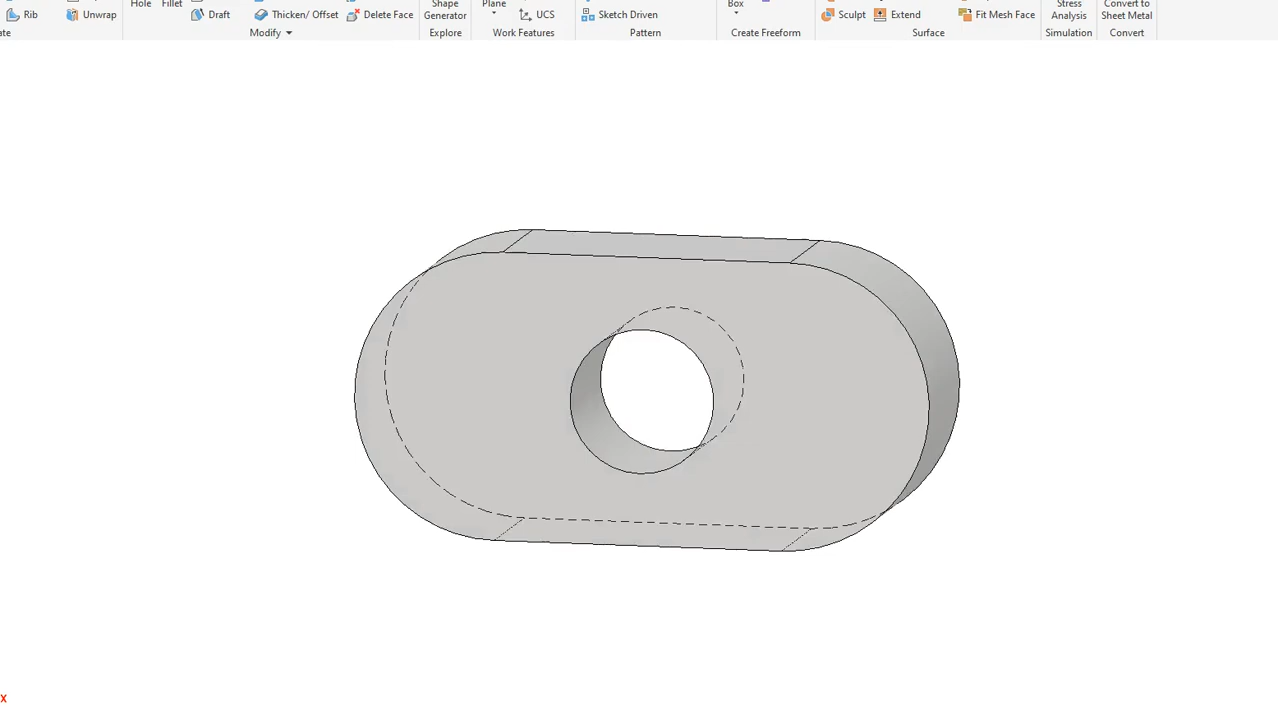 Hole Fillet Shape Plane Box Stress Convert to
Rib Unwrap Draft Thicken/ Offset Delete Face Generator UCS Sketch Driven Sculpt Extend Fit Mesh Face Analysis Sheet Metal
ate Modify Explore Work Features Pattern Create Freeform Surface Simulation Convert
X